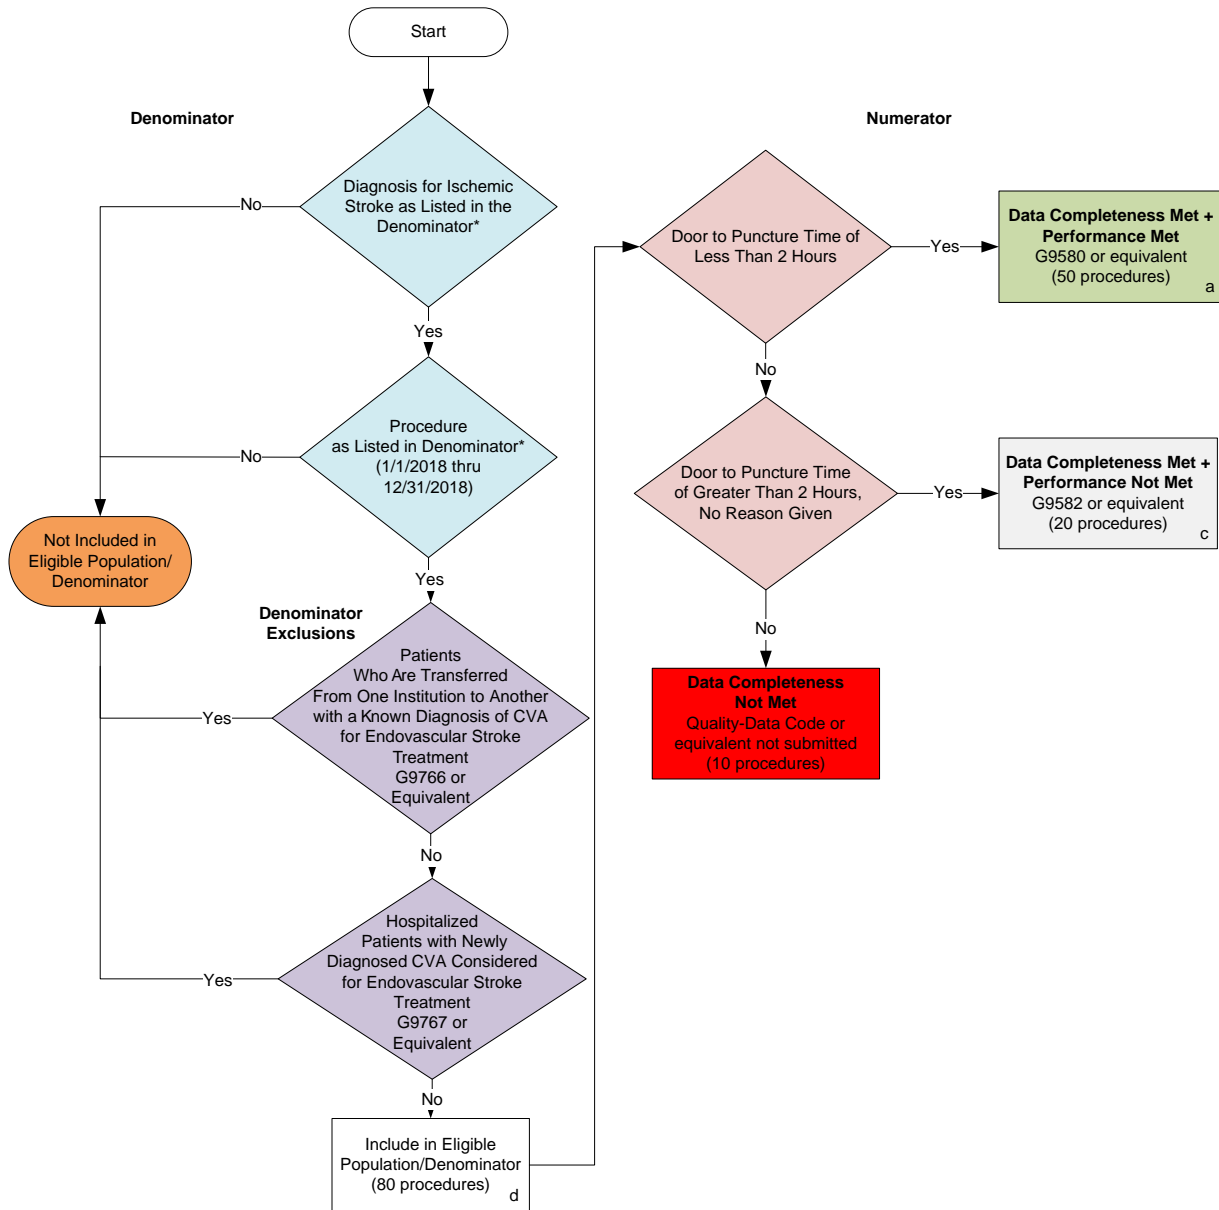 Start
Denominator
Diagnosis for Ischemic
Stroke as Listed in the
Denominator*
No
Yes
Procedure
as Listed in Denominator*
(1/1/2018 thru
12/31/2018)
No
Yes
Not Included in
Eligible Population/
Denominator
Denominator
Exclusions
Patients
Who Are Transferred
From One Institution to Another
with a Known Diagnosis of CVA
for Endovascular Stroke
Treatment
G9766 or
Equivalent
Yes
No
Hospitalized
Patients with Newly
Diagnosed CVA Considered
for Endovascular Stroke
Treatment
G9767 or
Equivalent
Yes
No
Include in Eligible
Population/Denominator
(80 procedures)
d
Numerator
Door to Puncture Time of
Less Than 2 Hours
Yes
Data Completeness Met +
Performance Met
G9580 or equivalent
(50 procedures)
a
No
Door to Puncture Time
of Greater Than 2 Hours,
No Reason Given
Yes
Data Completeness Met +
Performance Not Met
G9582 or equivalent
(20 procedures)
c
No
Data Completeness
Not Met
Quality-Data Code or
equivalent not submitted
(10 procedures)